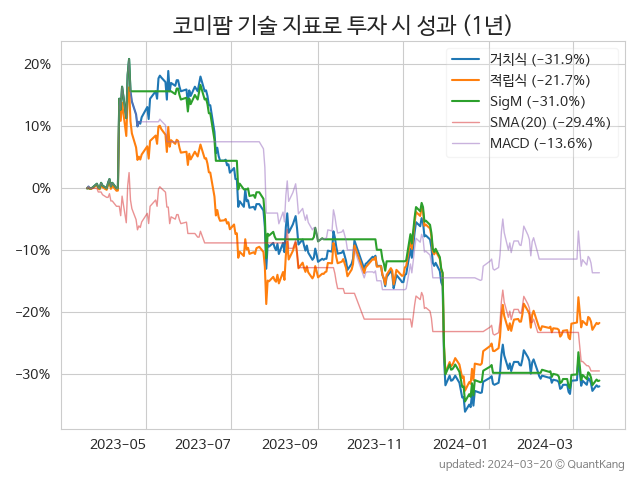 코미팜 기술 지표로 투자 시 성과 (1년)
거치식 (−31.9%)
적립식 (−21.7%)
SigM (−31.0%)
SMA(20) (−29.4%)
MACD (−13.6%)
20%
10%
0%
−10%
−20%
−30%
2023−05
2023−07
2023−09
2023−11
2024−01
2024−03
updated: 2024-03-20 © QuantKang